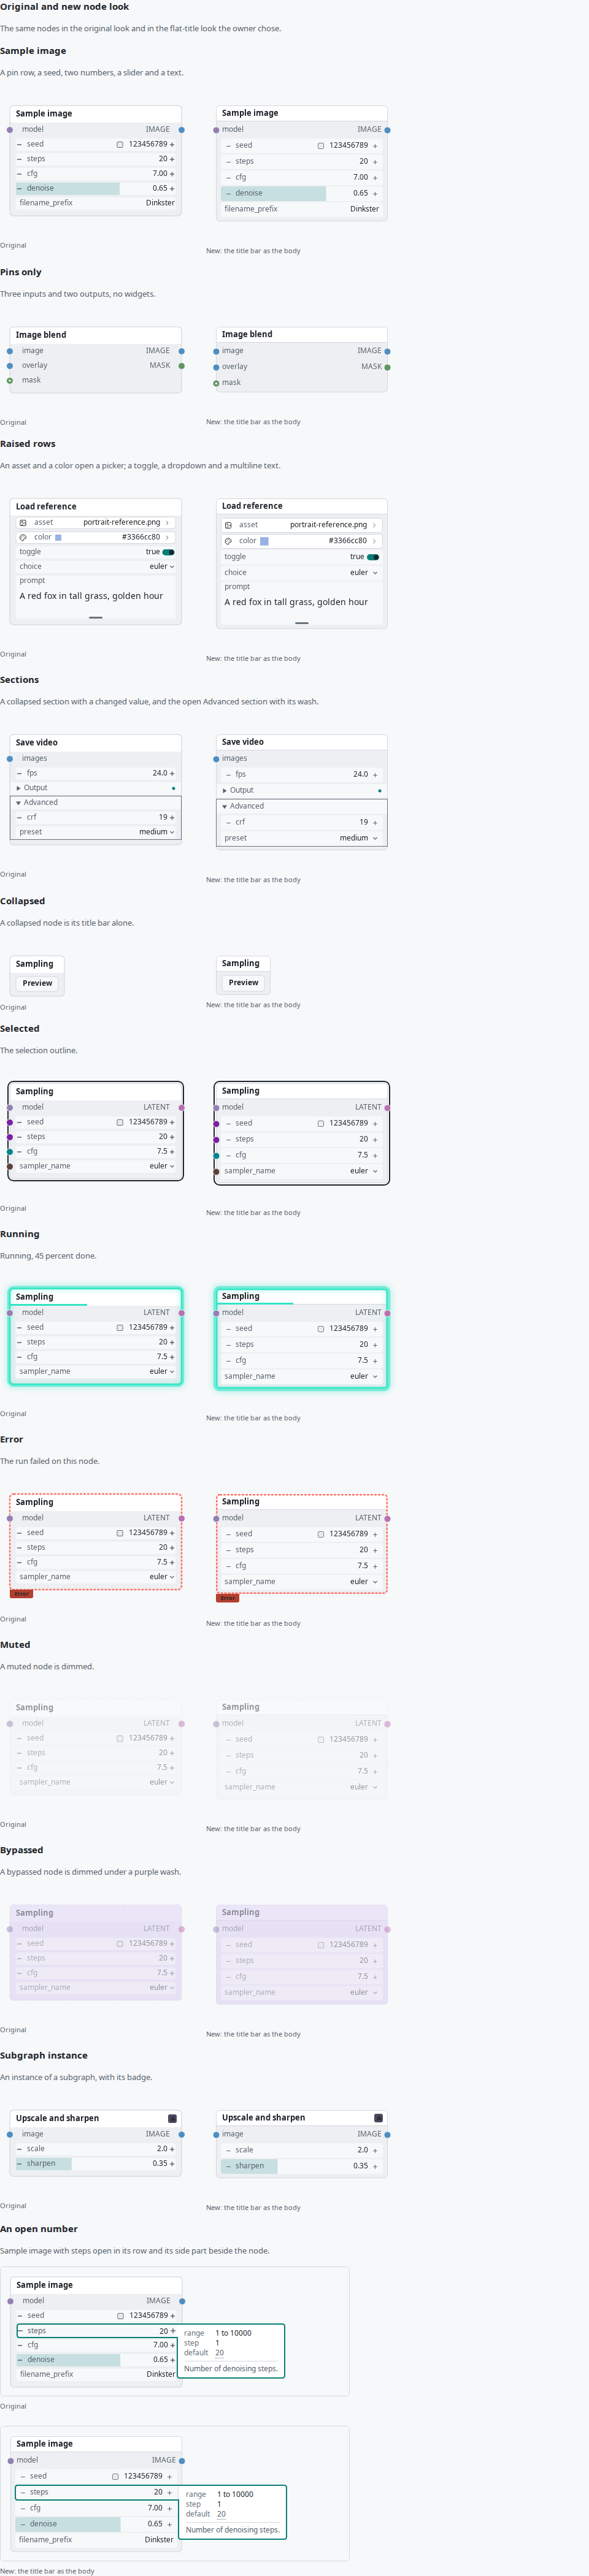 Original and new node look
The same nodes in the original look and in the flat-title look the owner chose.
Sample image
A pin row, a seed, two numbers, a slider and a text.
Sample image
model IMAGE
seed 123456789 +
steps 20 +
cfg 7.00 +
denoise 0.65 +
filename_prefix Dinkster
Original
Sample image
model IMAGE
seed 123456789 +
steps 20 +
cfg 7.00 +
denoise 0.65 +
filename_prefix Dinkster
New: the title bar as the body
Pins only
Three inputs and two outputs, no widgets.
Image blend
image IMAGE
overlay MASK
mask
Original
Image blend
image IMAGE
overlay MASK
mask
New: the title bar as the body
Raised rows
An asset and a color open a picker; a toggle, a dropdown and a multiline text.
Load reference
asset portrait-reference.png
color #3366cc80
toggle true
choice euler
prompt
A red fox in tall grass, golden hour
Original
Load reference
asset portrait-reference.png
color #3366cc80
toggle true
choice euler
prompt
A red fox in tall grass, golden hour
New: the title bar as the body
Sections
A collapsed section with a changed value, and the open Advanced section with its wash.
Save video
images
fps 24.0 +
Output
Advanced
crf 19 +
preset medium
Original
Save video
images
fps 24.0 +
Output
Advanced
crf 19 +
preset medium
New: the title bar as the body
Collapsed
A collapsed node is its title bar alone.
Sampling
Preview
Original
Sampling
Preview
New: the title bar as the body
Selected
The selection outline.
Sampling
model LATENT
seed 123456789 +
steps 20 +
cfg 7.5 +
sampler_name euler
Original
Sampling
model LATENT
seed 123456789 +
steps 20 +
cfg 7.5 +
sampler_name euler
New: the title bar as the body
Running
Running, 45 percent done.
Sampling
model LATENT
seed 123456789 +
steps 20 +
cfg 7.5 +
sampler_name euler
Original
Sampling
model LATENT
seed 123456789 +
steps 20 +
cfg 7.5 +
sampler_name euler
New: the title bar as the body
Error
The run failed on this node.
Sampling
model LATENT
seed 123456789 +
steps 20 +
cfg 7.5 +
sampler_name euler
Error
Original
Sampling
model LATENT
seed 123456789 +
steps 20 +
cfg 7.5 +
sampler_name euler
Error
New: the title bar as the body
Muted
A muted node is dimmed.
Sampling
model LATENT
seed 123456789 +
steps 20 +
cfg 7.5 +
sampler_name euler
Original
Sampling
model LATENT
seed 123456789 +
steps 20 +
cfg 7.5 +
sampler_name euler
New: the title bar as the body
Bypassed
A bypassed node is dimmed under a purple wash.
Sampling
model LATENT
seed 123456789 +
steps 20 +
cfg 7.5 +
sampler_name euler
Original
Sampling
model LATENT
seed 123456789 +
steps 20 +
cfg 7.5 +
sampler_name euler
New: the title bar as the body
Subgraph instance
An instance of a subgraph, with its badge.
Upscale and sharpen
image IMAGE
scale 2.0 +
sharpen 0.35 +
Original
Upscale and sharpen
image IMAGE
scale 2.0 +
sharpen 0.35 +
New: the title bar as the body
An open number
Sample image with steps open in its row and its side part beside the node.
Sample image
model IMAGE
seed 123456789 +
steps 20 +
cfg 7.00 +
denoise 0.65 +
filename_prefix Dinkster
range 1 to 10000
step 1
default 20
Number of denoising steps.
Original
Sample image
model IMAGE
seed 123456789 +
steps 20 +
cfg 7.00 +
denoise 0.65 +
filename_prefix Dinkster
range 1 to 10000
step 1
default 20
Number of denoising steps.
New: the title bar as the body